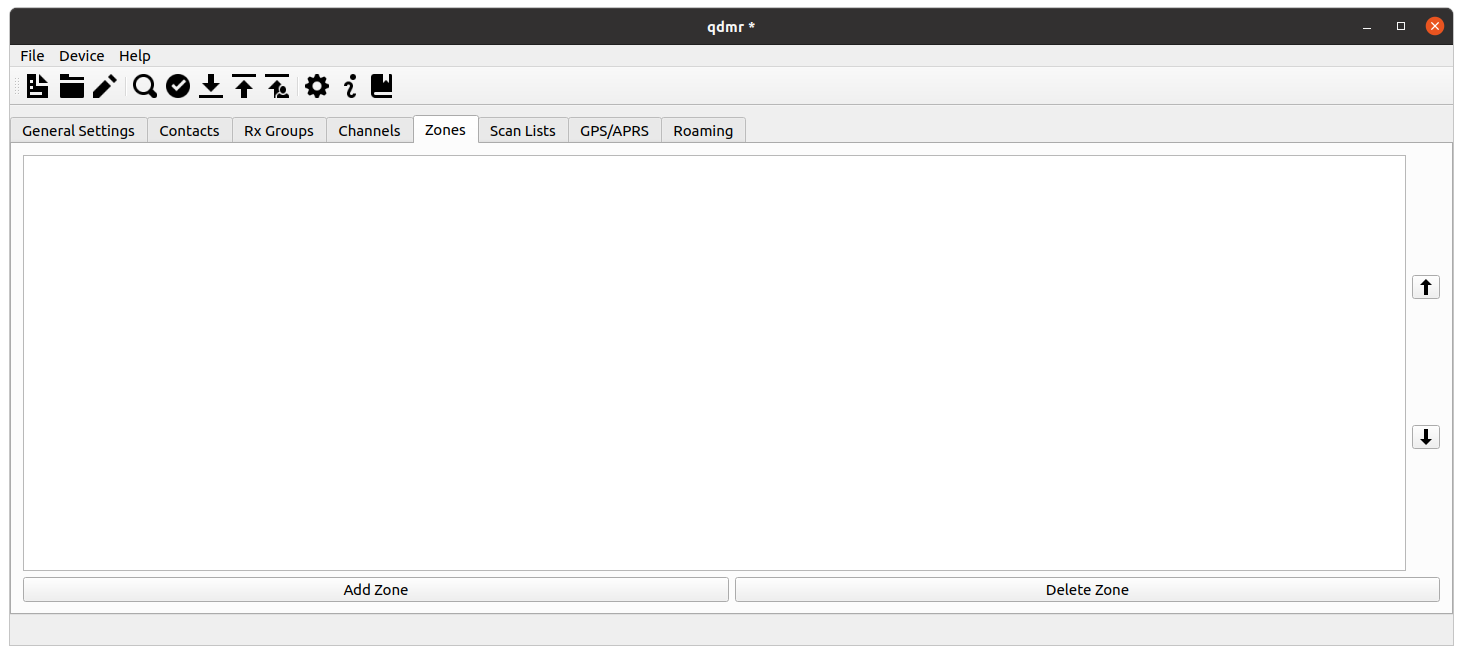 qdmr *
File Device Help
General Settings Contacts Rx Groups Channels Zones Scan Lists GPS/APRS Roaming
Add Zone Delete Zone